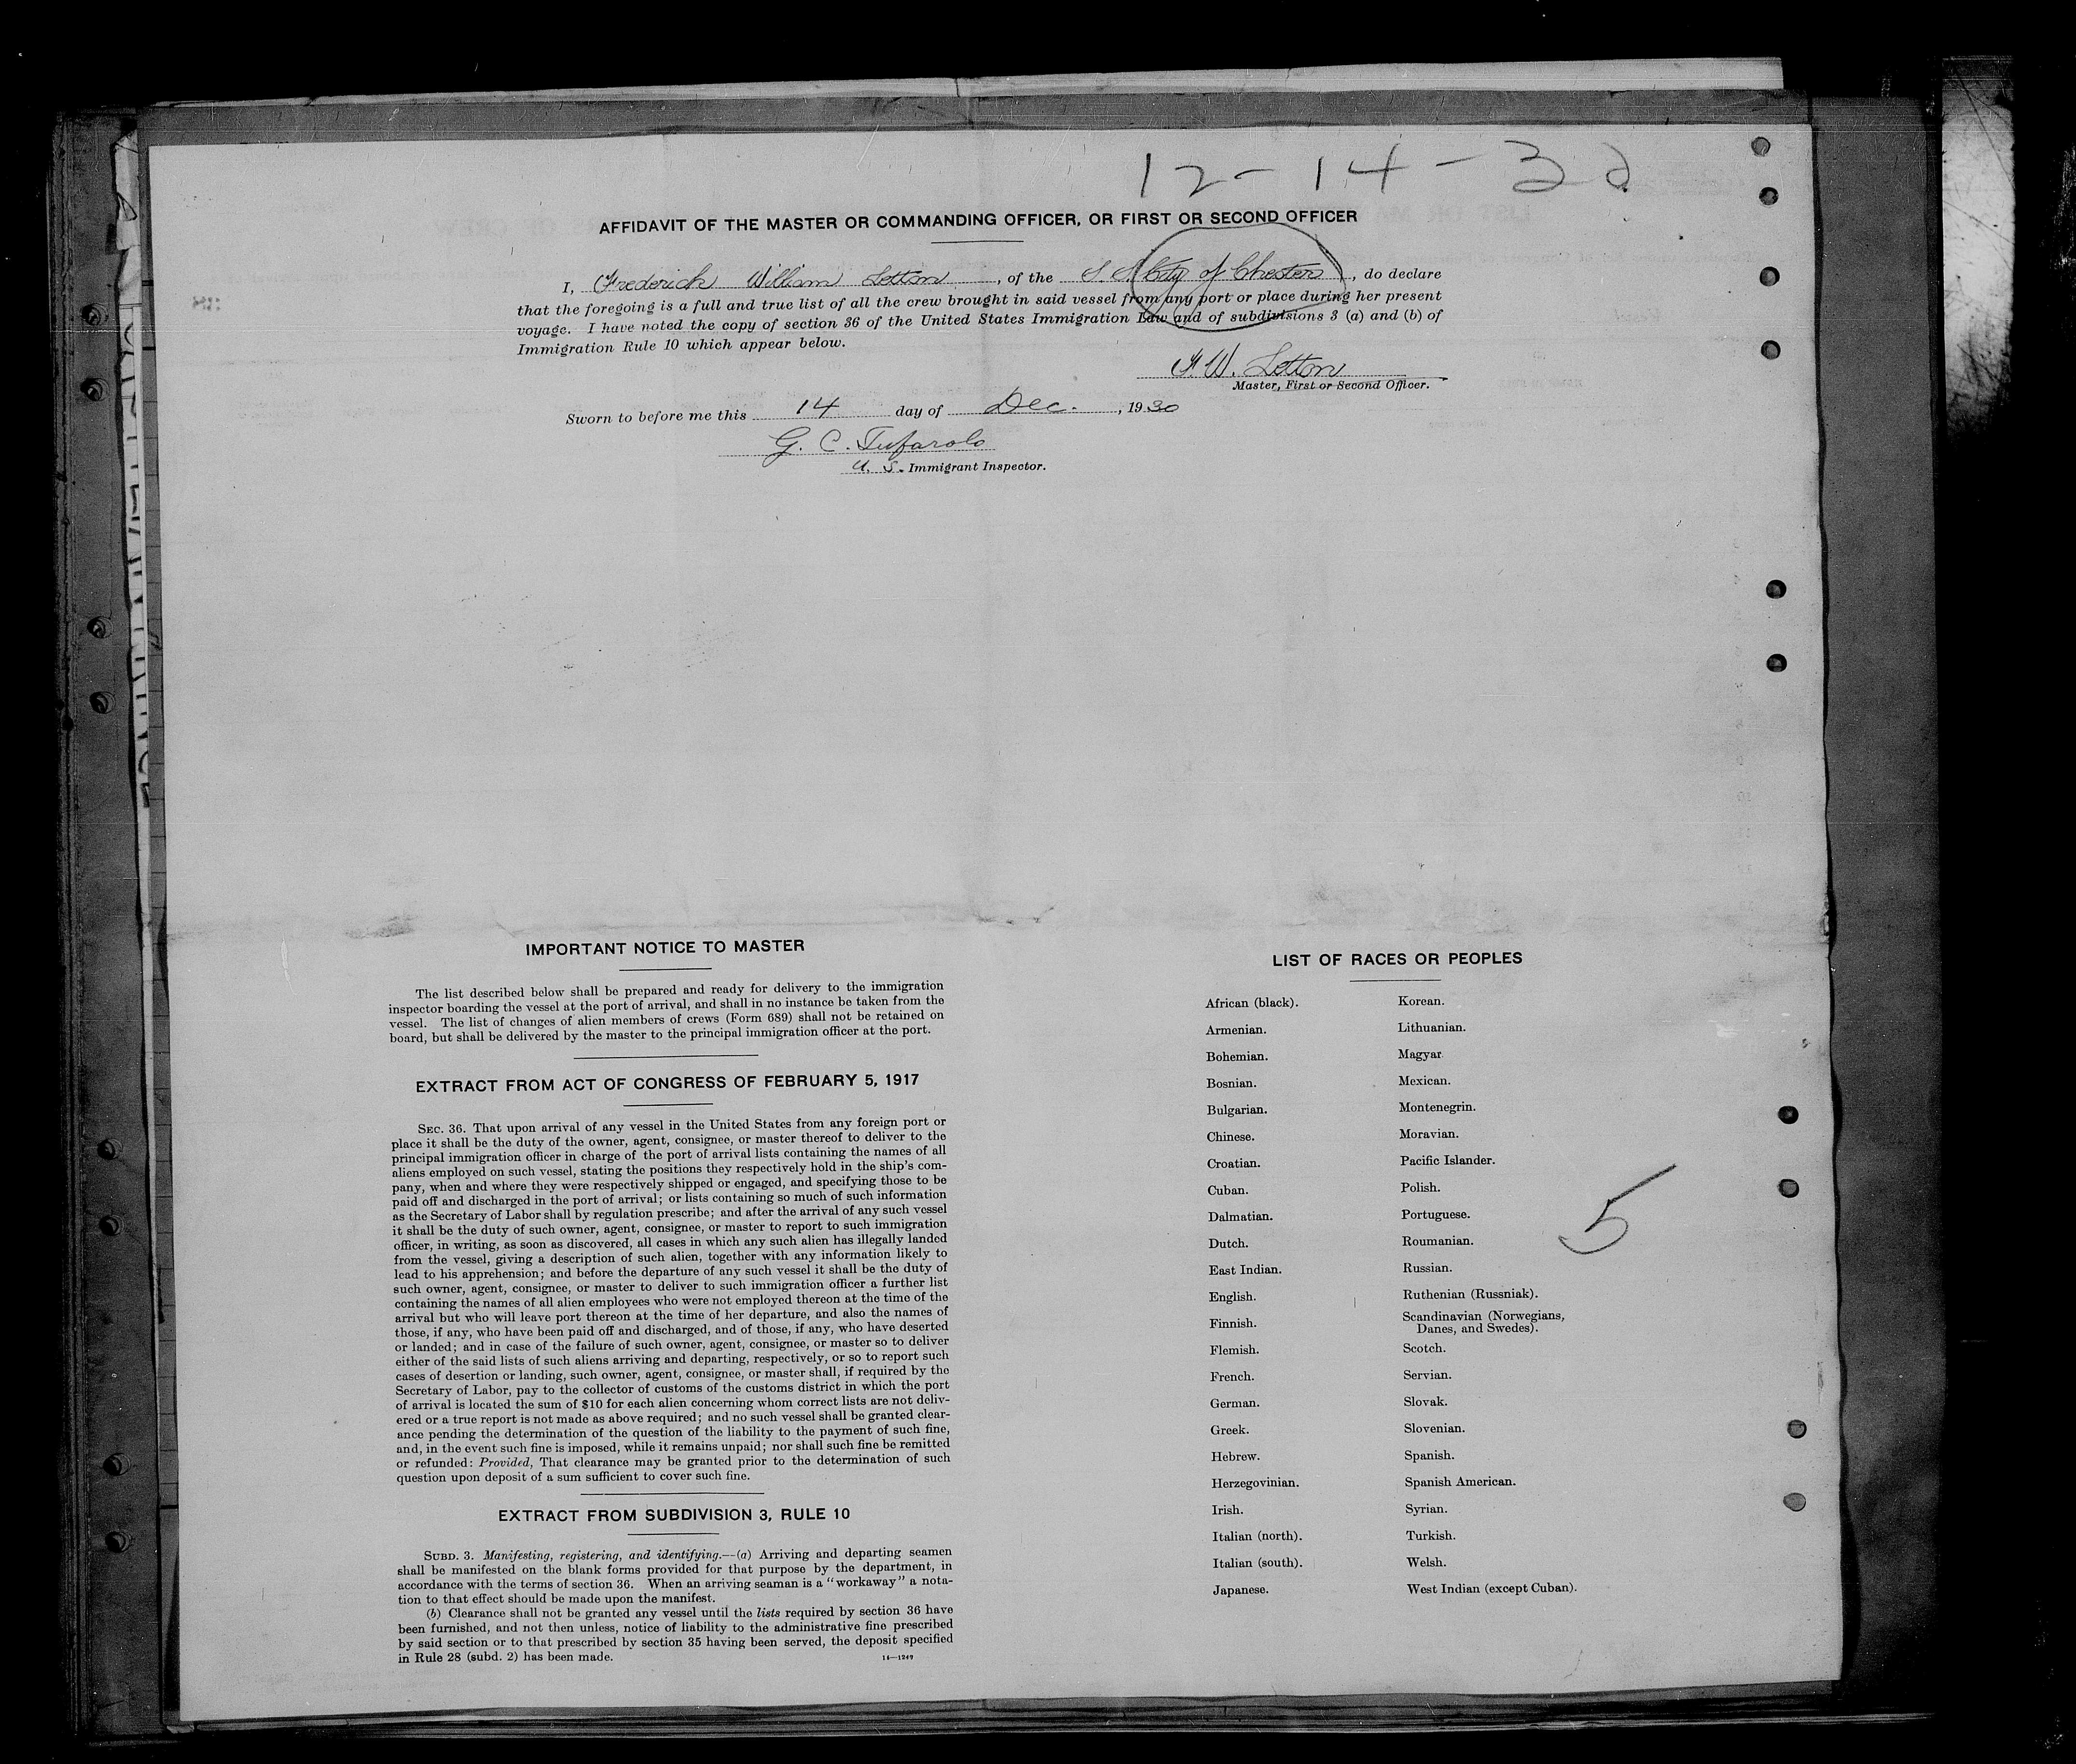 12-14-30
AFFIDAVIT OF THE MASTER OR COMMANDING OFFICER, OR FIRST OR SECOND OFFICER
I, Frederick William Letton, of the S. S. City of Chester, do declare
that the foregoing is a full and true list of all the crew brought in said vessel from any port or place during her present
voyage. I have noted the copy of section 36 of the United States Immigration Law and of subdivisions 3 (a) and (b) of
Immigration Rule 10 which appear below.
F. W. Letton
Master, First or Second Officer.
Sworn to before me this 14 day of Dec., 1930
G. C. Tufarolo
U. S. Immigrant Inspector.
IMPORTANT NOTICE TO MASTER
The list described below shall be prepared and ready for delivery to the immigration
inspector boarding the vessel at the port of arrival, and shall in no instance be taken from the
vessel. The list of changes of alien members of crews (Form 689) shall not be retained on
board, but shall be delivered by the master to the principal immigration officer at the port.
EXTRACT FROM ACT OF CONGRESS OF FEBRUARY 5, 1917
SEC. 36. That upon arrival of any vessel in the United States from any foreign port or
place it shall be the duty of the owner, agent, consignee, or master thereof to deliver to the
principal immigration officer in charge of the port of arrival lists containing the names of all
aliens employed on such vessel, stating the positions they respectively hold in the ship's com-
pany, when and where they were respectively shipped or engaged, and specifying those to be
paid off and discharged in the port of arrival; or lists containing so much of such information
as the Secretary of Labor shall by regulation prescribe; and after the arrival of any such vessel
it shall be the duty of such owner, agent, consignee, or master to report to such immigration
officer, in writing, as soon as discovered, all cases in which any such alien has illegally landed
from the vessel, giving a description of such alien, together with any information likely to
lead to his apprehension; and before the departure of any such vessel it shall be the duty of
such owner, agent, consignee, or master to deliver to such immigration officer a further list
containing the names of all alien employees who were not employed thereon at the time of the
arrival but who will leave port thereon at the time of her departure, and also the names of
those, if any, who have been paid off and discharged, and of those, if any, who have deserted
or landed; and in case of the failure of such owner, agent, consignee, or master so to deliver
either of the said lists of such aliens arriving and departing, respectively, or so to report such
cases of desertion or landing, such owner, agent, consignee, or master shall, if required by the
Secretary of Labor, pay to the collector of customs of the customs district in which the port
of arrival is located the sum of $10 for each alien concerning whom correct lists are not deliv-
ered or a true report is not made as above required; and no such vessel shall be granted clear-
ance pending the determination of the question of the liability to the payment of such fine,
and, in the event such fine is imposed, while it remains unpaid; nor shall such fine be remitted
or refunded: Provided, That clearance may be granted prior to the determination of such
question upon deposit of a sum sufficient to cover such fine.
EXTRACT FROM SUBDIVISION 3, RULE 10
SUBD. 3. Manifesting, registering, and identifying.—(a) Arriving and departing seamen
shall be manifested on the blank forms provided for that purpose by the department, in
accordance with the terms of section 36. When an arriving seaman is a "workaway" a nota-
tion to that effect should be made upon the manifest.
(b) Clearance shall not be granted any vessel until the lists required by section 36 have
been furnished, and not then unless, notice of liability to the administrative fine prescribed
by said section or to that prescribed by section 35 having been served, the deposit specified
in Rule 28 (subd. 2) has been made.
14—1249
LIST OF RACES OR PEOPLES
African (black).
Armenian.
Bohemian.
Bosnian.
Bulgarian.
Chinese.
Croatian.
Cuban.
Dalmatian.
Dutch.
East Indian.
English.
Finnish.
Flemish.
French.
German.
Greek.
Hebrew.
Herzegovinian.
Irish.
Italian (north).
Italian (south).
Japanese.
Korean.
Lithuanian.
Magyar.
Mexican.
Montenegrin.
Moravian.
Pacific Islander.
Polish.
Portuguese.
Roumanian.
Russian.
Ruthenian (Russniak).
Scandinavian (Norwegians,
Danes, and Swedes).
Scotch.
Servian.
Slovak.
Slovenian.
Spanish.
Spanish American.
Syrian.
Turkish.
Welsh.
West Indian (except Cuban).
5